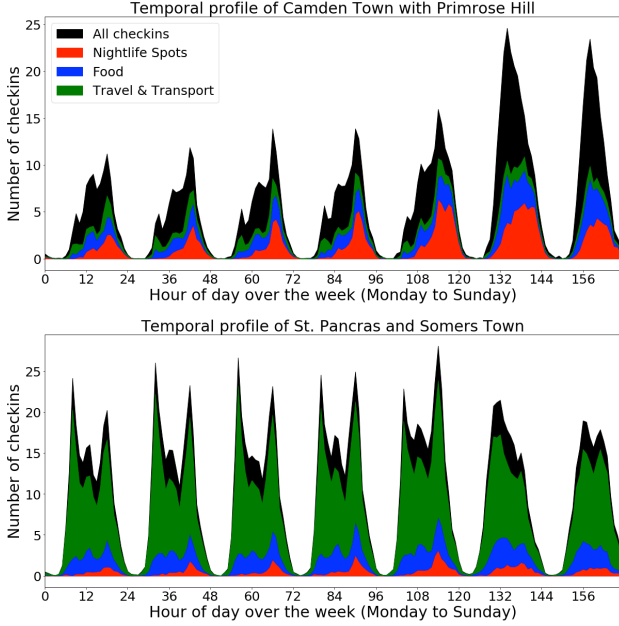 Temporal profile of Camden Town with Primrose Hill
25
20
15
10
5
0
Number of checkins
All checkins
Nightlife Spots
Food
Travel & Transport
0 12 24 36 48 60 72 84 96 108 120 132 144 156
Hour of day over the week (Monday to Sunday)
Temporal profile of St. Pancras and Somers Town
25
20
15
10
5
0
Number of checkins
0 12 24 36 48 60 72 84 96 108 120 132 144 156
Hour of day over the week (Monday to Sunday)